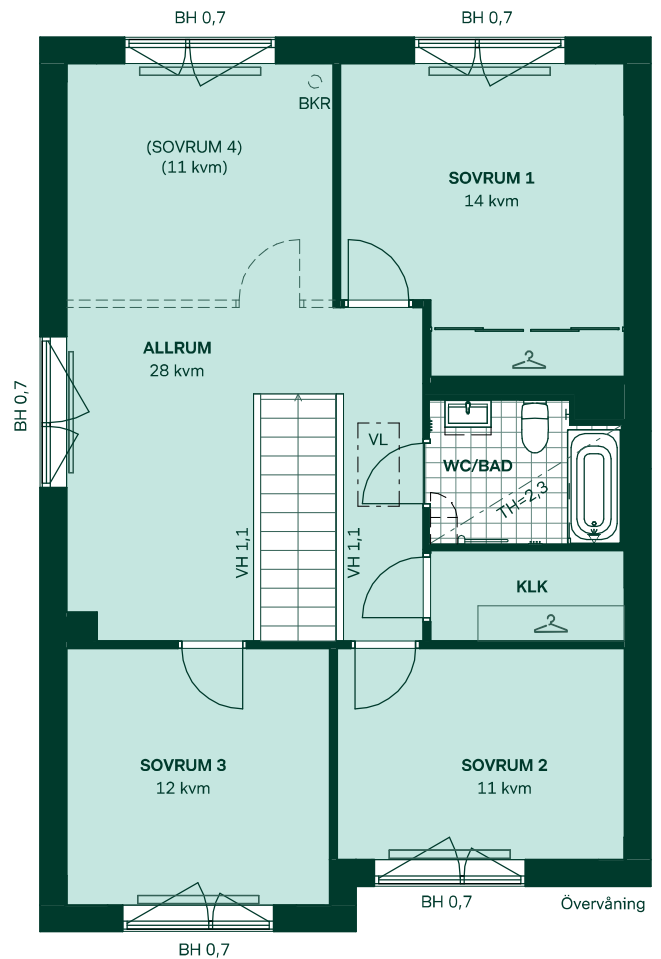 BH 0,7
BH 0,7
BKR
(SOVRUM 4)
(11 kvm)
SOVRUM 1
14 kvm
ALLRUM
28 kvm
BH 0,7
VL
WC/BAD
TH=2,3
VH 1,1
VH 1,1
KLK
SOVRUM 3
12 kvm
SOVRUM 2
11 kvm
BH 0,7
Övervåning
BH 0,7